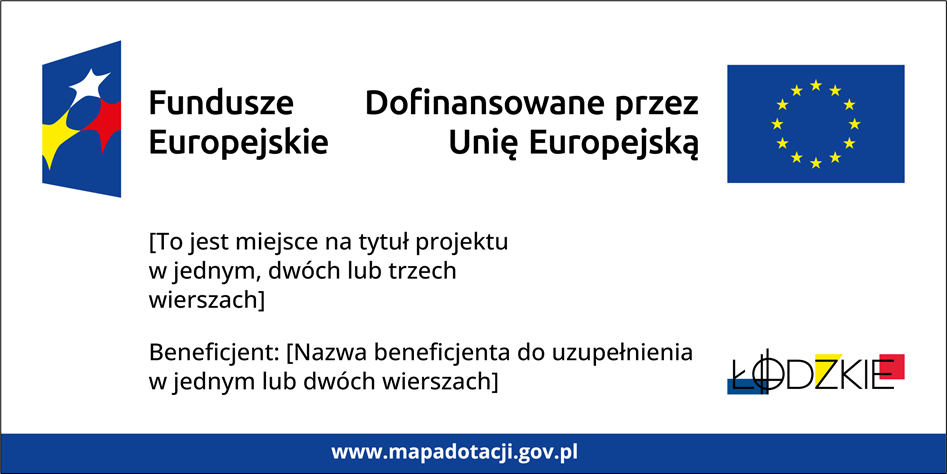 Fundusze
Europejskie
Dofinansowane przez
Unię Europejską
[To jest miejsce na tytuł projektu
w jednym, dwóch lub trzech
wierszach]
Beneficjent: [Nazwa beneficjenta do uzupełnienia
w jednym lub dwóch wierszach]
ŁODZKIE
www.mapadotacji.gov.pl